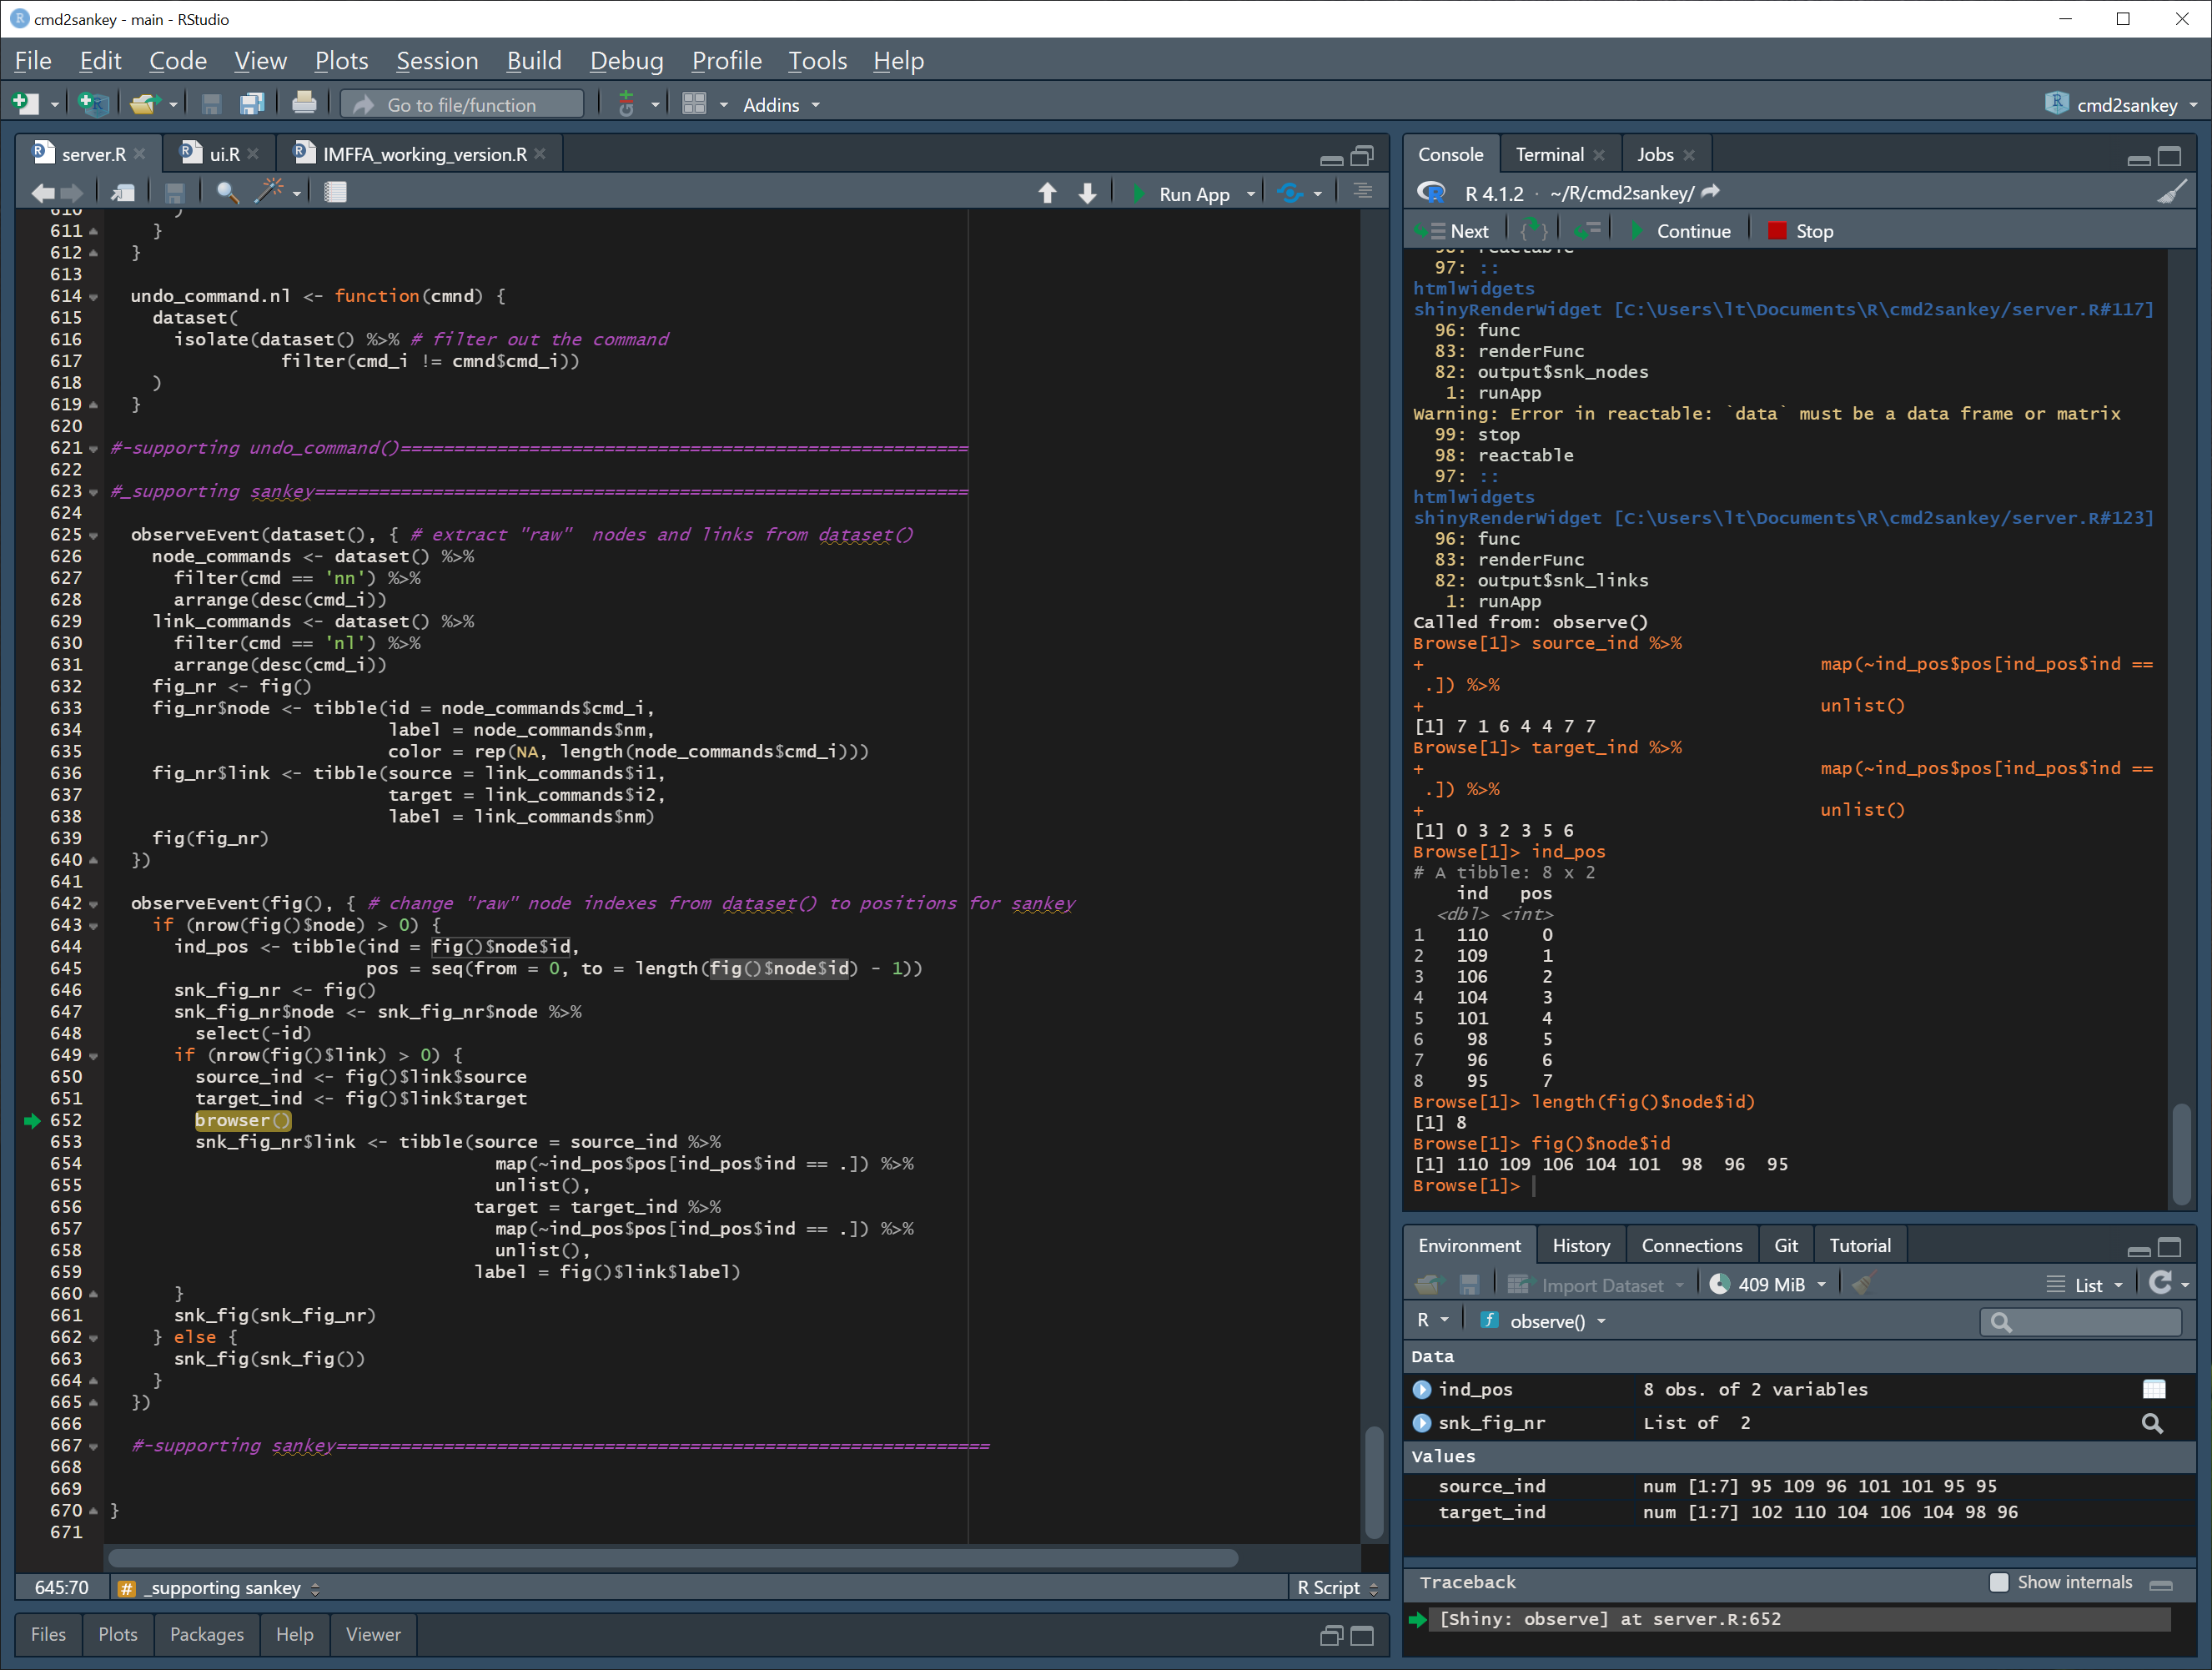 cmd2sankey - main - RStudio
File Edit Code View Plots Session Build Debug Profile Tools Help
Go to file/function Addins cmd2sankey
server.R ui.R IMFFA_working_version.R
Run App
610 )
611 }
612 }
613
614 undo_command.nl <- function(cmnd) {
615 dataset(
616 isolate(dataset() %>% # filter out the command
617 filter(cmd_i != cmnd$cmd_i))
618 )
619 }
620
621 #-supporting undo_command()=====================================================
622
623 #_supporting sankey=============================================================
624
625 observeEvent(dataset(), { # extract "raw"  nodes and links from dataset()
626 node_commands <- dataset() %>%
627 filter(cmd == 'nn') %>%
628 arrange(desc(cmd_i))
629 link_commands <- dataset() %>%
630 filter(cmd == 'nl') %>%
631 arrange(desc(cmd_i))
632 fig_nr <- fig()
633 fig_nr$node <- tibble(id = node_commands$cmd_i,
634 label = node_commands$nm,
635 color = rep(NA, length(node_commands$cmd_i)))
636 fig_nr$link <- tibble(source = link_commands$i1,
637 target = link_commands$i2,
638 label = link_commands$nm)
639 fig(fig_nr)
640 })
641
642 observeEvent(fig(), { # change "raw" node indexes from dataset() to positions for sankey
643 if (nrow(fig()$node) > 0) {
644 ind_pos <- tibble(ind = fig()$node$id,
645 pos = seq(from = 0, to = length(fig()$node$id) - 1))
646 snk_fig_nr <- fig()
647 snk_fig_nr$node <- snk_fig_nr$node %>%
648 select(-id)
649 if (nrow(fig()$link) > 0) {
650 source_ind <- fig()$link$source
651 target_ind <- fig()$link$target
652 browser()
653 snk_fig_nr$link <- tibble(source = source_ind %>%
654 map(~ind_pos$pos[ind_pos$ind == .]) %>%
655 unlist(),
656 target = target_ind %>%
657 map(~ind_pos$pos[ind_pos$ind == .]) %>%
658 unlist(),
659 label = fig()$link$label)
660 }
661 snk_fig(snk_fig_nr)
662 } else {
663 snk_fig(snk_fig())
664 }
665 })
666
667 #-supporting sankey=============================================================
668
669
670 }
671
645:70 # _supporting sankey R Script
Files Plots Packages Help Viewer
Console Terminal Jobs
R 4.1.2 · ~/R/cmd2sankey/
Next Continue Stop
98: reactable
97: ::
htmlwidgets
shinyRenderWidget [C:\Users\lt\Documents\R\cmd2sankey/server.R#117]
96: func
83: renderFunc
82: output$snk_nodes
1: runApp
Warning: Error in reactable: `data` must be a data frame or matrix
99: stop
98: reactable
97: ::
htmlwidgets
shinyRenderWidget [C:\Users\lt\Documents\R\cmd2sankey/server.R#123]
96: func
83: renderFunc
82: output$snk_links
1: runApp
Called from: observe()
Browse[1]> source_ind %>%
+ map(~ind_pos$pos[ind_pos$ind ==
.]) %>%
+ unlist()
[1] 7 1 6 4 4 7 7
Browse[1]> target_ind %>%
+ map(~ind_pos$pos[ind_pos$ind ==
.]) %>%
+ unlist()
[1] 0 3 2 3 5 6
Browse[1]> ind_pos
# A tibble: 8 x 2
ind pos
<dbl> <int>
1 110 0
2 109 1
3 106 2
4 104 3
5 101 4
6 98 5
7 96 6
8 95 7
Browse[1]> length(fig()$node$id)
[1] 8
Browse[1]> fig()$node$id
[1] 110 109 106 104 101  98  96  95
Browse[1]>
Environment History Connections Git Tutorial
Import Dataset 409 MiB List
R observe()
Data
ind_pos 8 obs. of 2 variables
snk_fig_nr List of  2
Values
source_ind num [1:7] 95 109 96 101 101 95 95
target_ind num [1:7] 102 110 104 106 104 98 96
Traceback Show internals
[Shiny: observe] at server.R:652